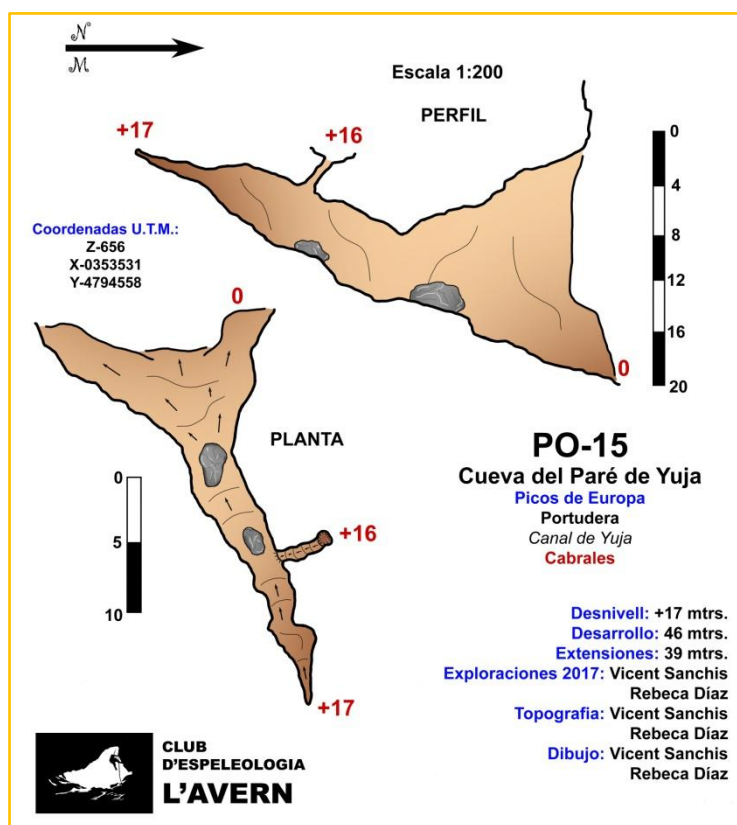 N
M
Escala 1:200
PERFIL
+17
+16
0
4
8
12
16
20
0
Coordenadas U.T.M.:
Z-656
X-0353531
Y-4794558
0
PLANTA
0
5
10
+16
+17
PO-15
Cueva del Paré de Yuja
Picos de Europa
Portudera
Canal de Yuja
Cabrales
Desnivell: +17 mtrs.
Desarrollo: 46 mtrs.
Extensiones: 39 mtrs.
Exploraciones 2017: Vicent Sanchis
Rebeca Díaz
Topografia: Vicent Sanchis
Rebeca Díaz
Dibujo: Vicent Sanchis
Rebeca Díaz
CLUB
D'ESPELEOLOGIA
L'AVERN